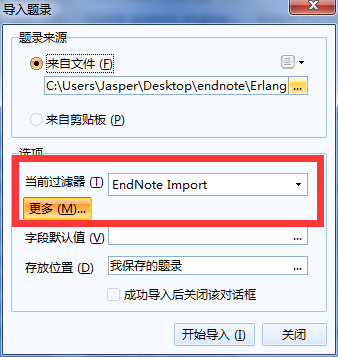 导入题录
题录来源
来自文件 (F)
C:\Users\Jasper\Desktop\endnote\Erlang ...
来自剪贴板 (P)
选项
当前过滤器 (T) EndNote Import
更多 (M)...
字段默认值 (V) ...
存放位置 (D) 我保存的题录 ...
成功导入后关闭该对话框
开始导入 (I) 关闭